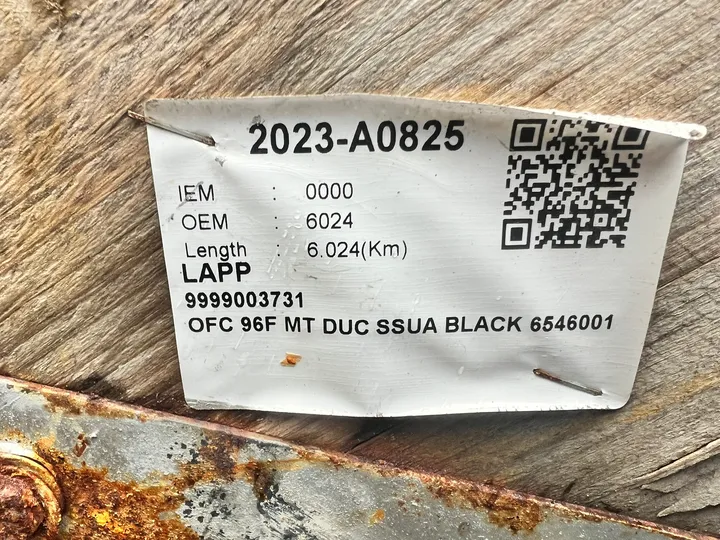 2023-A0825
IEM : 0000
OEM : 6024
Length : 6.024(Km)
LAPP
9999003731
OFC 96F MT DUC SSUA BLACK 6546001